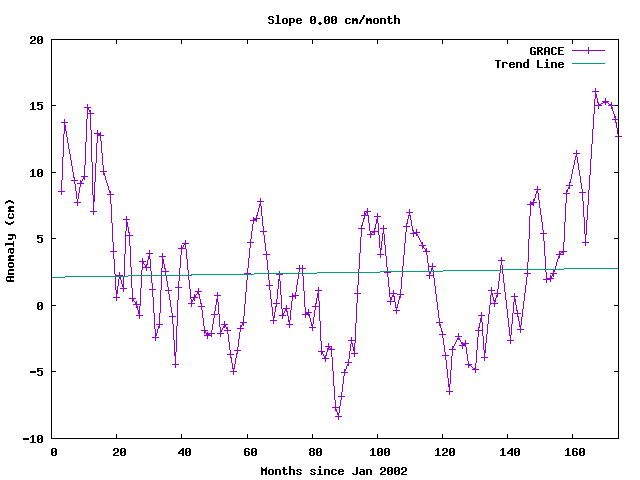 Slope 0.00 cm/month
GRACE
Trend Line
20
15
10
5
0
-5
-10
Anomaly (cm)
0 20 40 60 80 100 120 140 160
Months since Jan 2002